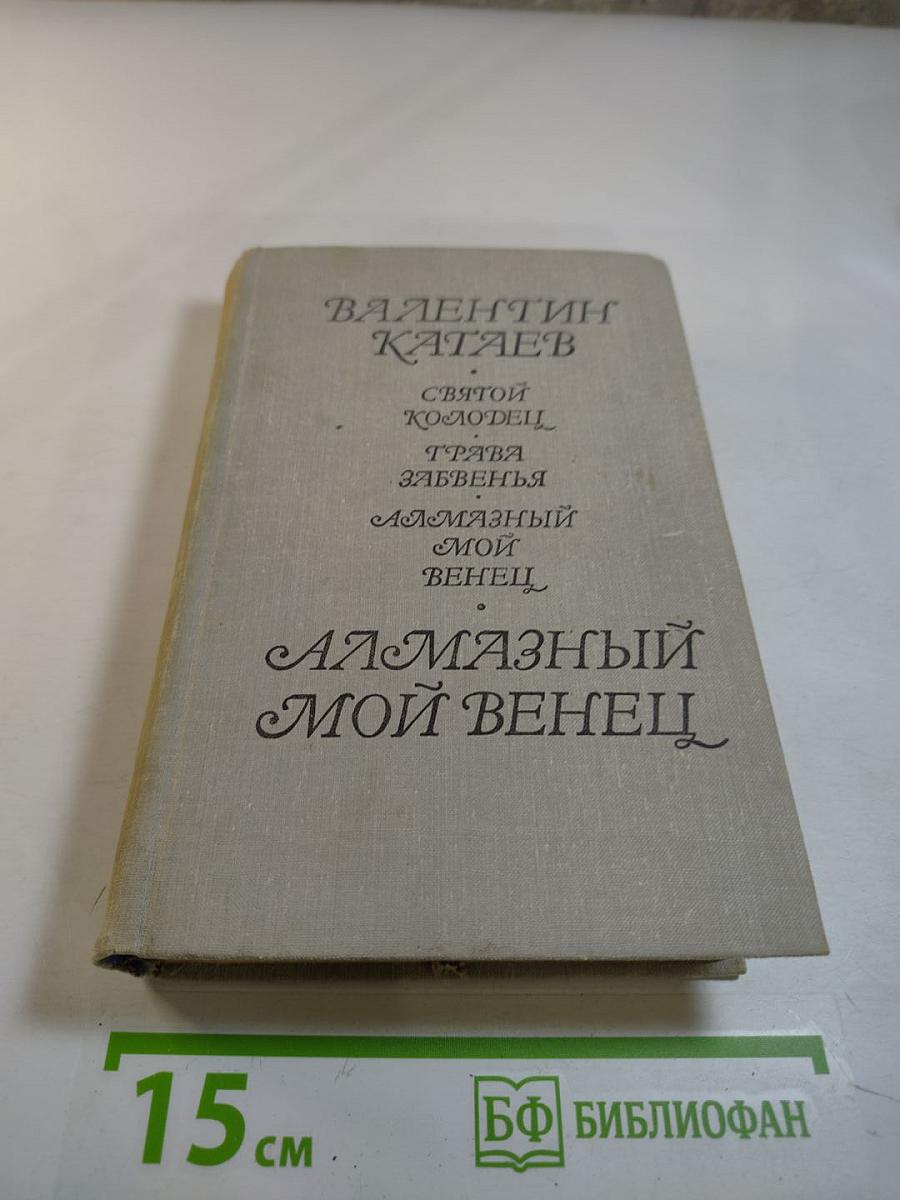 ВАЛЕНТИН
КАТАЕВ
СВЯТОЙ
КОЛОДЕЦ
ТРАВА
ЗАБВЕНЬЯ
АЛМАЗНЫЙ
МОЙ
ВЕНЕЦ
АЛМАЗНЫЙ
МОЙ ВЕНЕЦ
15 см
БФ БИБЛИОФАН